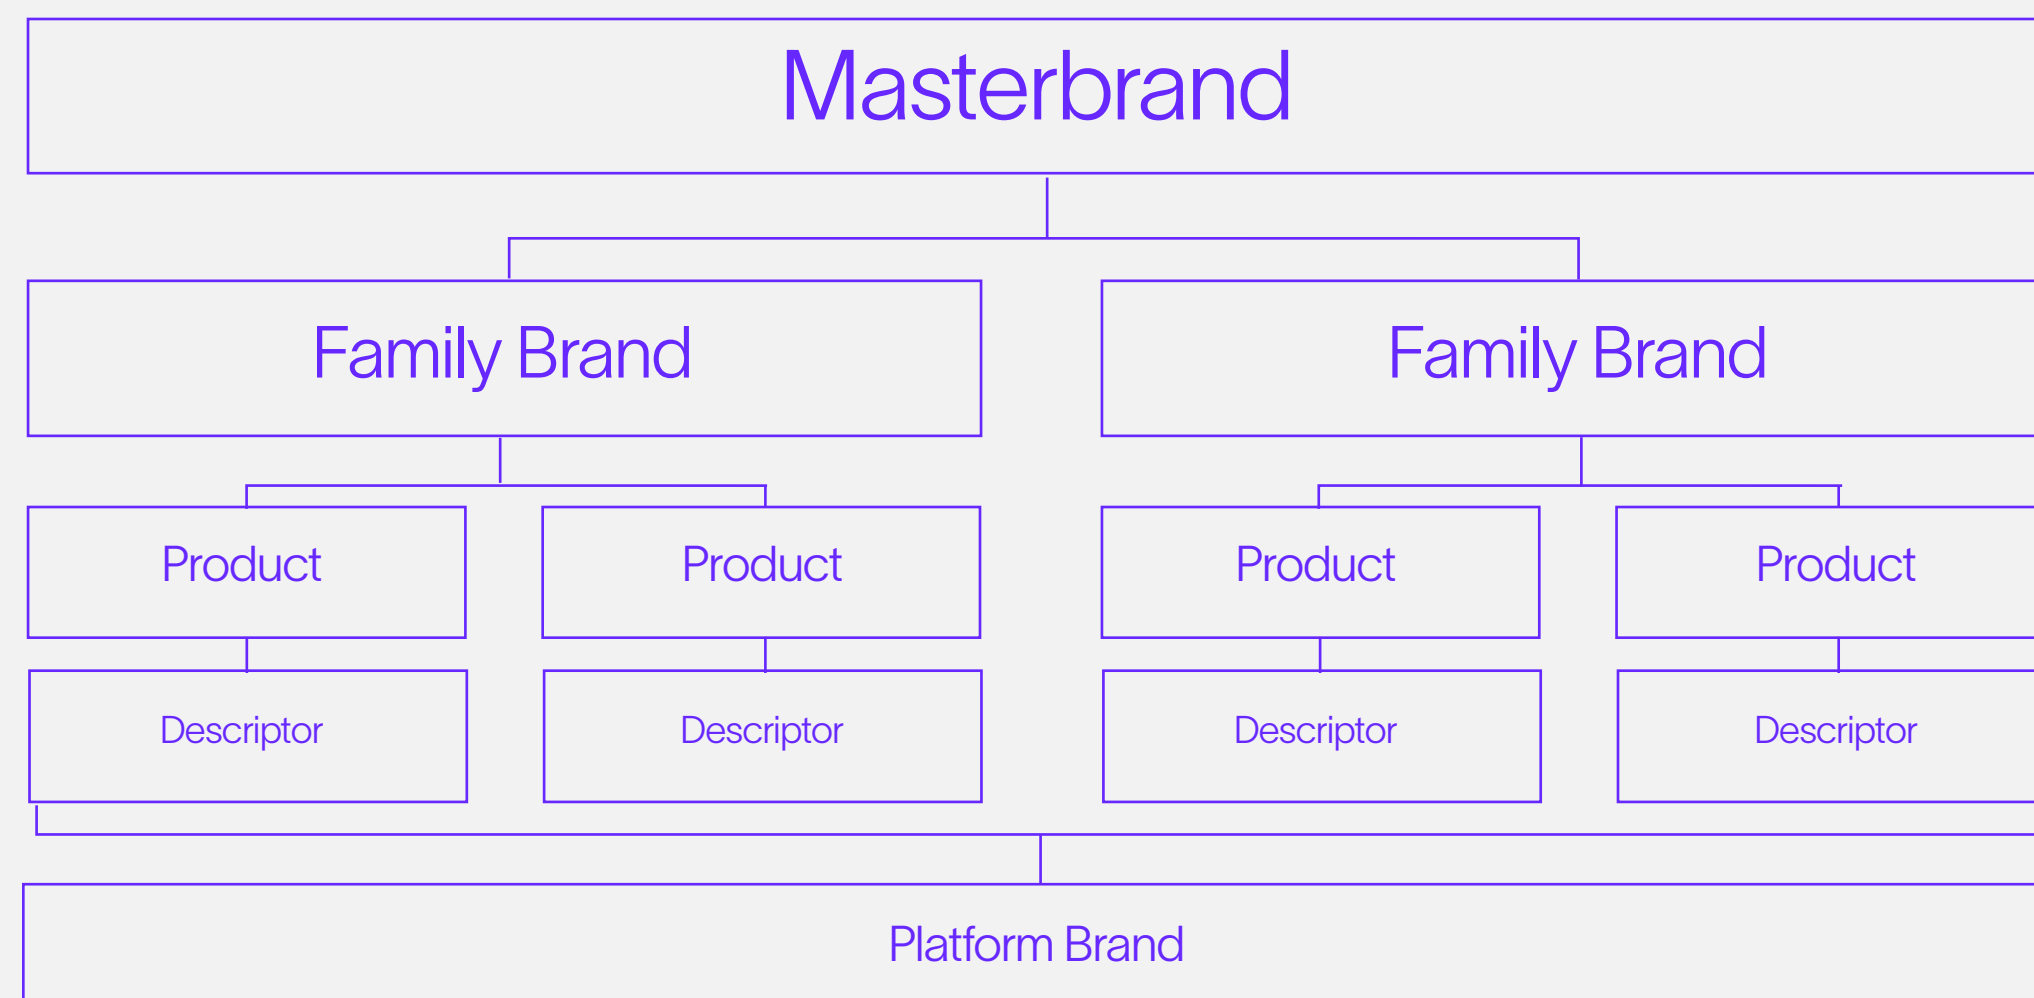 Masterbrand
Family Brand
Family Brand
Product
Product
Product
Product
Descriptor
Descriptor
Descriptor
Descriptor
Platform Brand